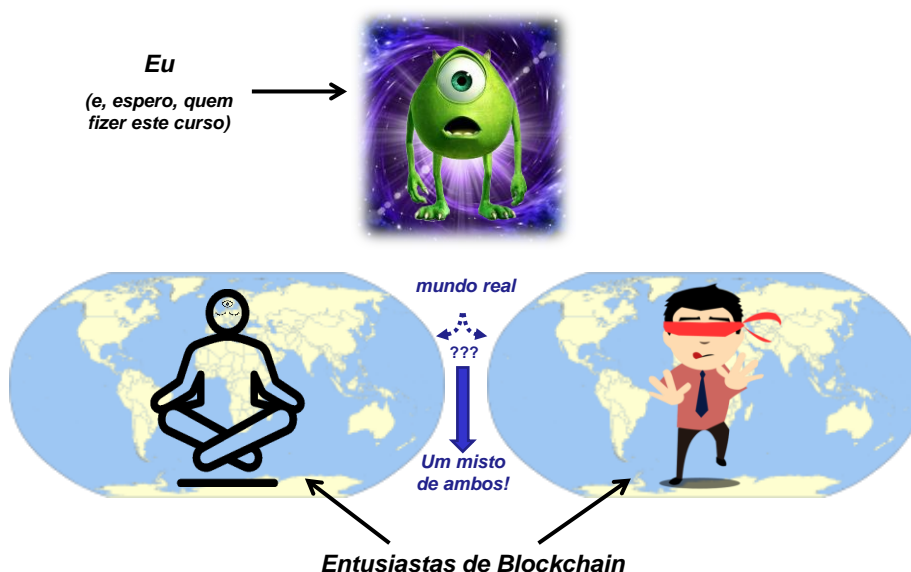 Eu
(e, espero, quem
fizer este curso)
mundo real
???
Um misto
de ambos!
Entusiastas de Blockchain